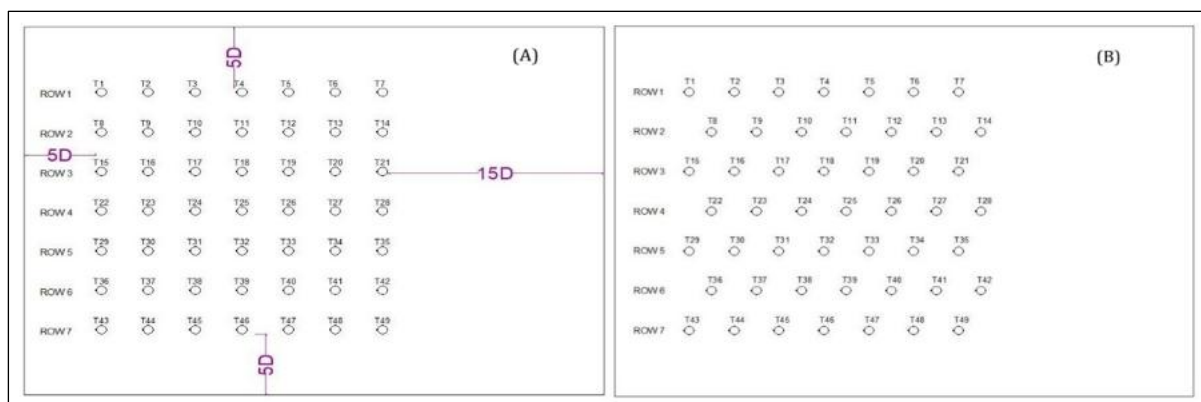 5D
(A)
T1 T2 T3 T4 T5 T6 T7
ROW 1
T8 T9 T10 T11 T12 T13 T14
ROW 2
5D
T15 T16 T17 T18 T19 T20 T21
ROW 3
15D
T22 T23 T24 T25 T26 T27 T28
ROW 4
T29 T30 T31 T32 T33 T34 T35
ROW 5
T36 T37 T38 T39 T40 T41 T42
ROW 6
T43 T44 T45 T46 T47 T48 T49
ROW 7
5D
(B)
T1 T2 T3 T4 T5 T6 T7
ROW 1
T8 T9 T10 T11 T12 T13 T14
ROW 2
T15 T16 T17 T18 T19 T20 T21
ROW 3
T22 T23 T24 T25 T26 T27 T28
ROW 4
T29 T30 T31 T32 T33 T34 T35
ROW 5
T36 T37 T38 T39 T40 T41 T42
ROW 6
T43 T44 T45 T46 T47 T48 T49
ROW 7